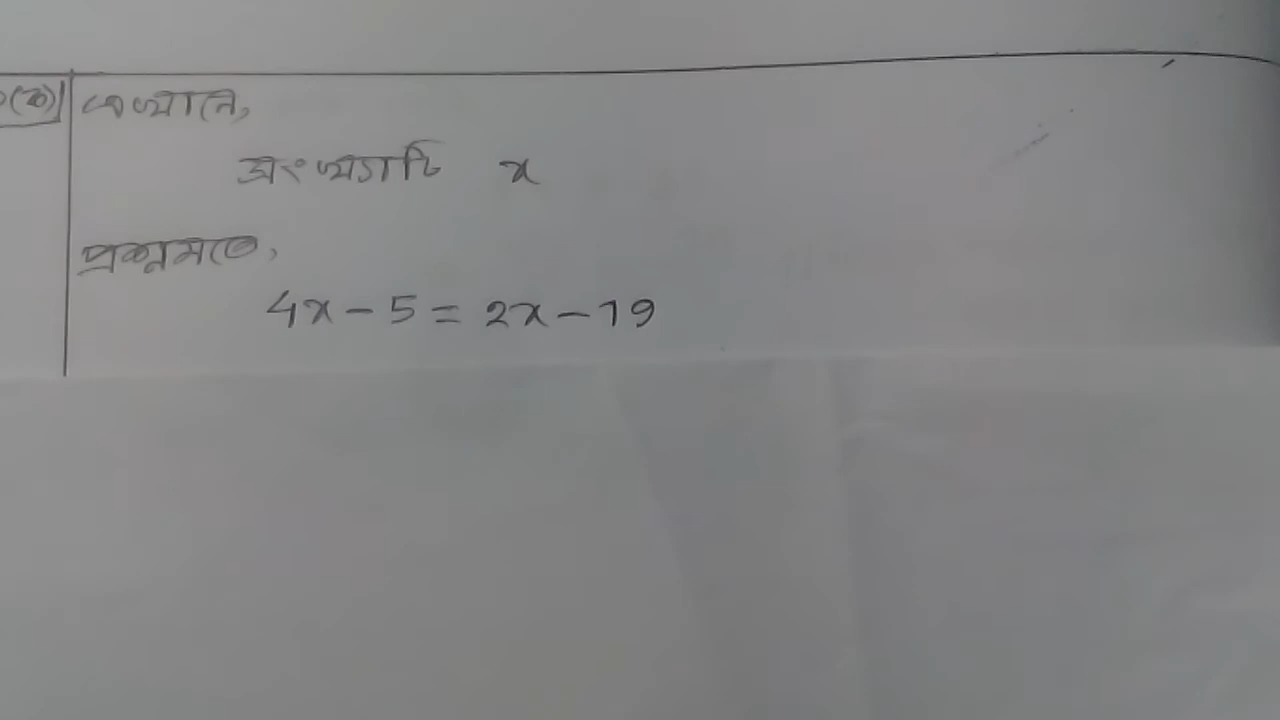 (ক) এখানে,
সংখ্যাটি x
প্রশ্নমতে,
4x - 5 = 2x - 19